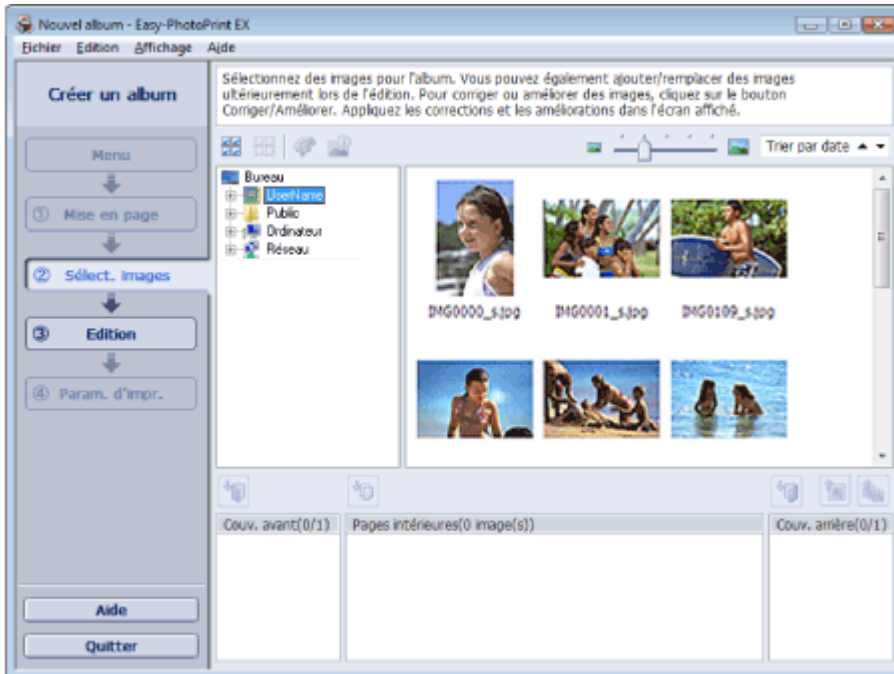 Nouvel album - Easy-PhotoPrint EX
Fichier Edition Affichage Aide
Créer un album
Sélectionnez des images pour l'album. Vous pouvez également ajouter/remplacer des images
ultérieurement lors de l'édition. Pour corriger ou améliorer des images, cliquez sur le bouton
Corriger/Améliorer. Appliquez les corrections et les améliorations dans l'écran affiché.
Menu
① Mise en page
② Sélect. images
③ Edition
④ Param. d'impr.
Aide
Quitter
Trier par date
Bureau
UserName
Public
Ordinateur
Réseau
IMG0000_s.jpg IMG0001_s.jpg IMG0109_s.jpg
Couv. avant(0/1) Pages intérieures(0 image(s)) Couv. arrière(0/1)